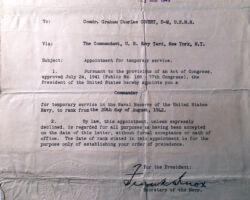 To: Comdr. Graham Charles COVERT, D-M, U.S.N.R.
Via: The Commandant, U. S. Navy Yard, New York, N.Y.
Subject: Appointment for temporary service.
1. Pursuant to the provision of an Act of Congress,
approved July 24, 1941 (Public No. 188 - 77th Congress),
the President of the United States hereby appoints you a
Commander
for temporary service in the Naval Reserve of the United States
Navy, to rank from the 20th day of August, 1942.
2. By law, this appointment, unless expressly
declined, is regarded for all purposes as having been accepted
on the date of this letter, without formal acceptance or oath of
office. The date of rank stated in this appointment is for the
purpose only of establishing your order of precedence.
For the President:
Frank Knox
Secretary of the Navy.